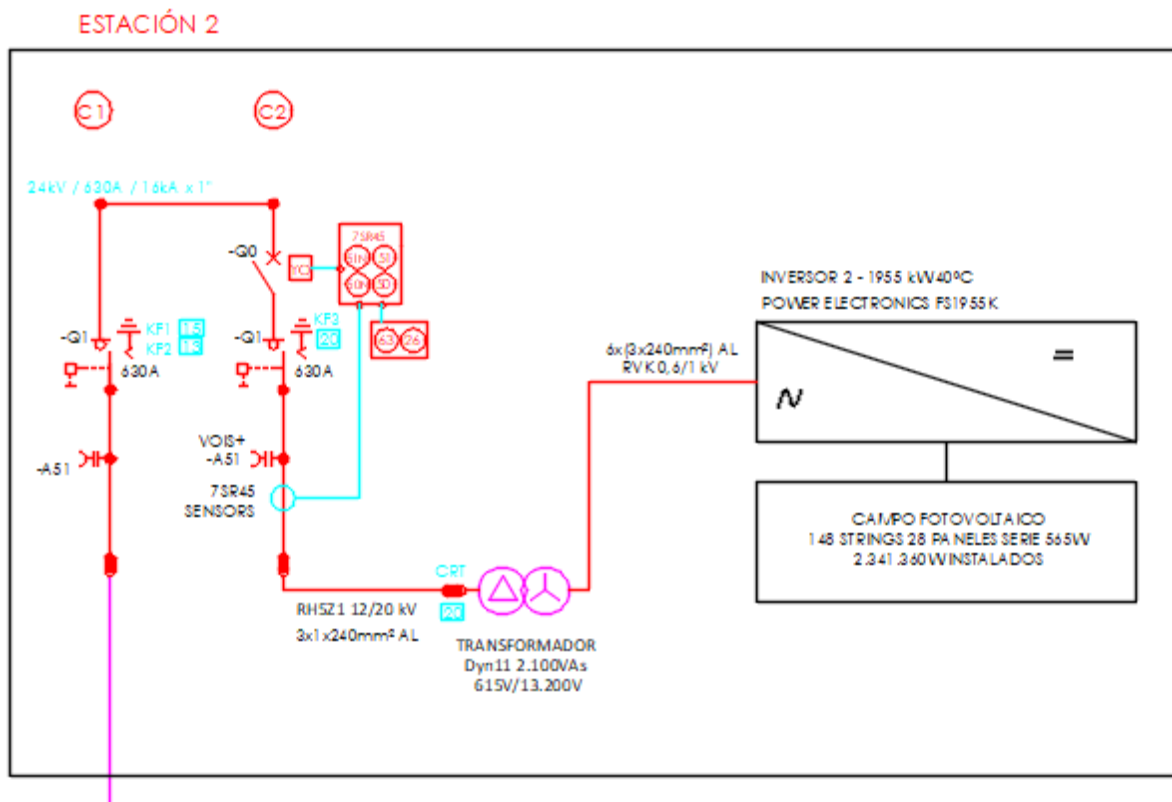 ESTACIÓN 2
C1
C2
24kV / 630A / 16kA x 1"
-Q0
YC1
7SR45
51N 51
50N 50
63 26
-Q1
KF1 15
KF2 13
630A
-Q1
KF3
20
630A
-A51
VOIS+
-A51
7SR45
SENSORS
RHSZ1 12/20 kV
3x1x240mm² AL
CRT
20
TRANSFORMADOR
Dyn11 2.100VAs
615V/13.200V
6x(3x240mm²) AL
RVK 0,6/1 kV
INVERSOR 2 - 1955 kW40ºC
POWER ELECTRONICS FS1955K
N
=
CAMPO FOTOVOLTAICO
148 STRINGS 28 PANELES SERIE 565W
2.341.360W INSTALADOS